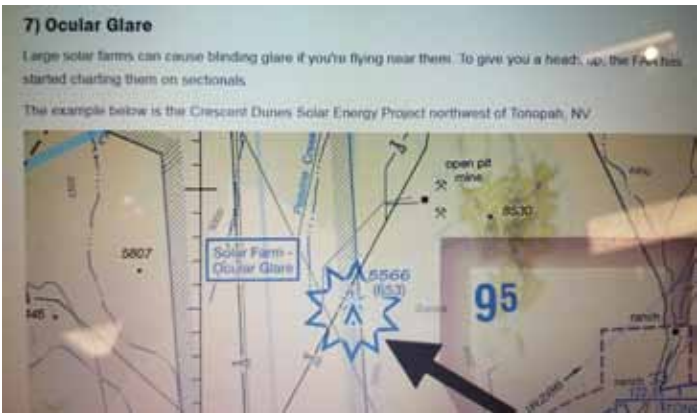 7) Ocular Glare
Large solar farms can cause blinding glare if you're flying near them. To give you a heads up, the FAA has
started charting them on sectionals
The example below is the Crescent Dunes Solar Energy Project northwest of Tonopah, NV
open pit
mine
8530
5807
Solar Farm -
Ocular Glare
5566
(653)
95
ranch
ranch